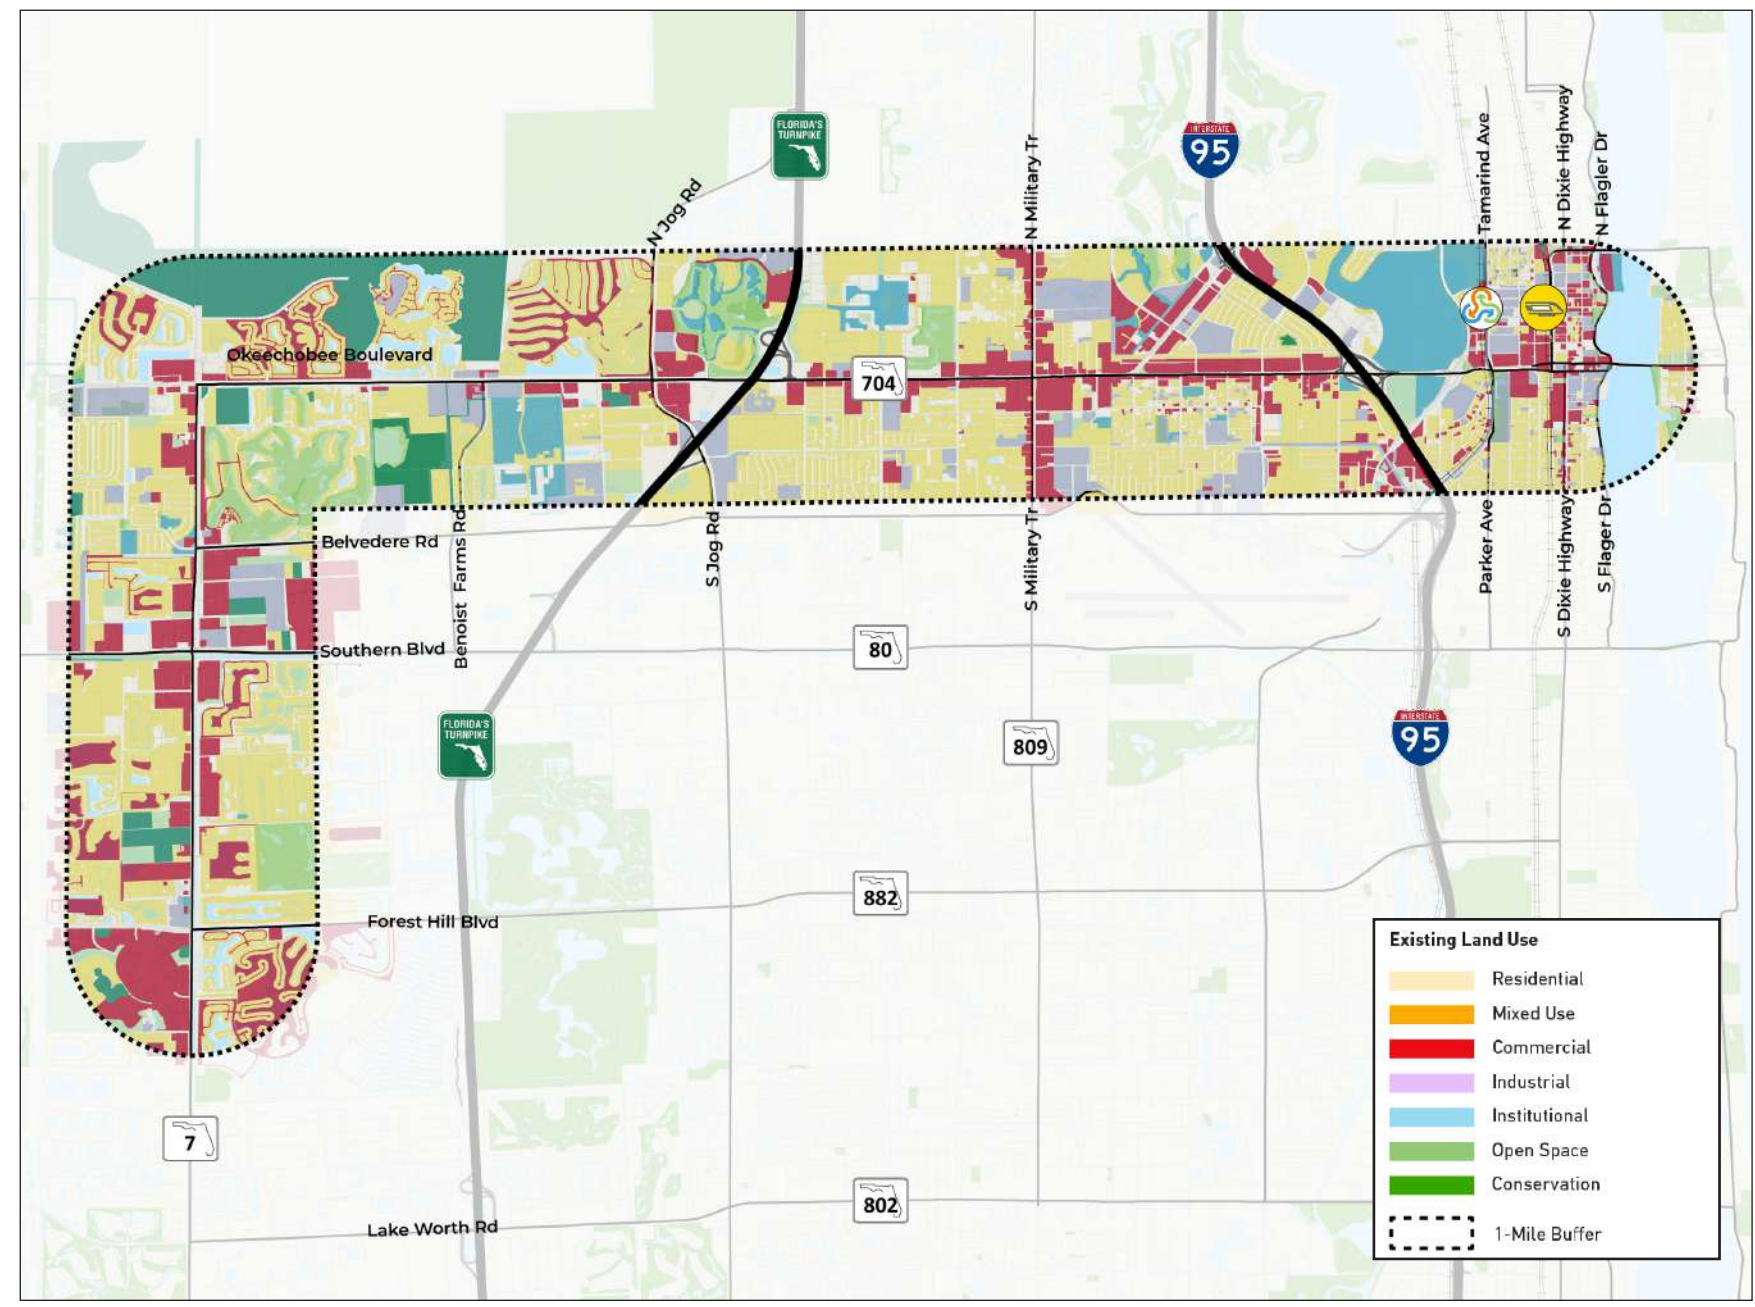 FLORIDA'S
TURNPIKE
INTERSTATE
95
N Jog Rd
N Military Tr
Tamarind Ave
N Dixie Highway
N Flagler Dr
Okeechobee Boulevard
704
Belvedere Rd
Benoist Farms Rd
S Jog Rd
S Military Tr
Parker Ave
S Dixie Highway
S Flager Dr
Southern Blvd
80
FLORIDA'S
TURNPIKE
809
INTERSTATE
95
882
Forest Hill Blvd
7
802
Lake Worth Rd
Existing Land Use
Residential
Mixed Use
Commercial
Industrial
Institutional
Open Space
Conservation
1-Mile Buffer